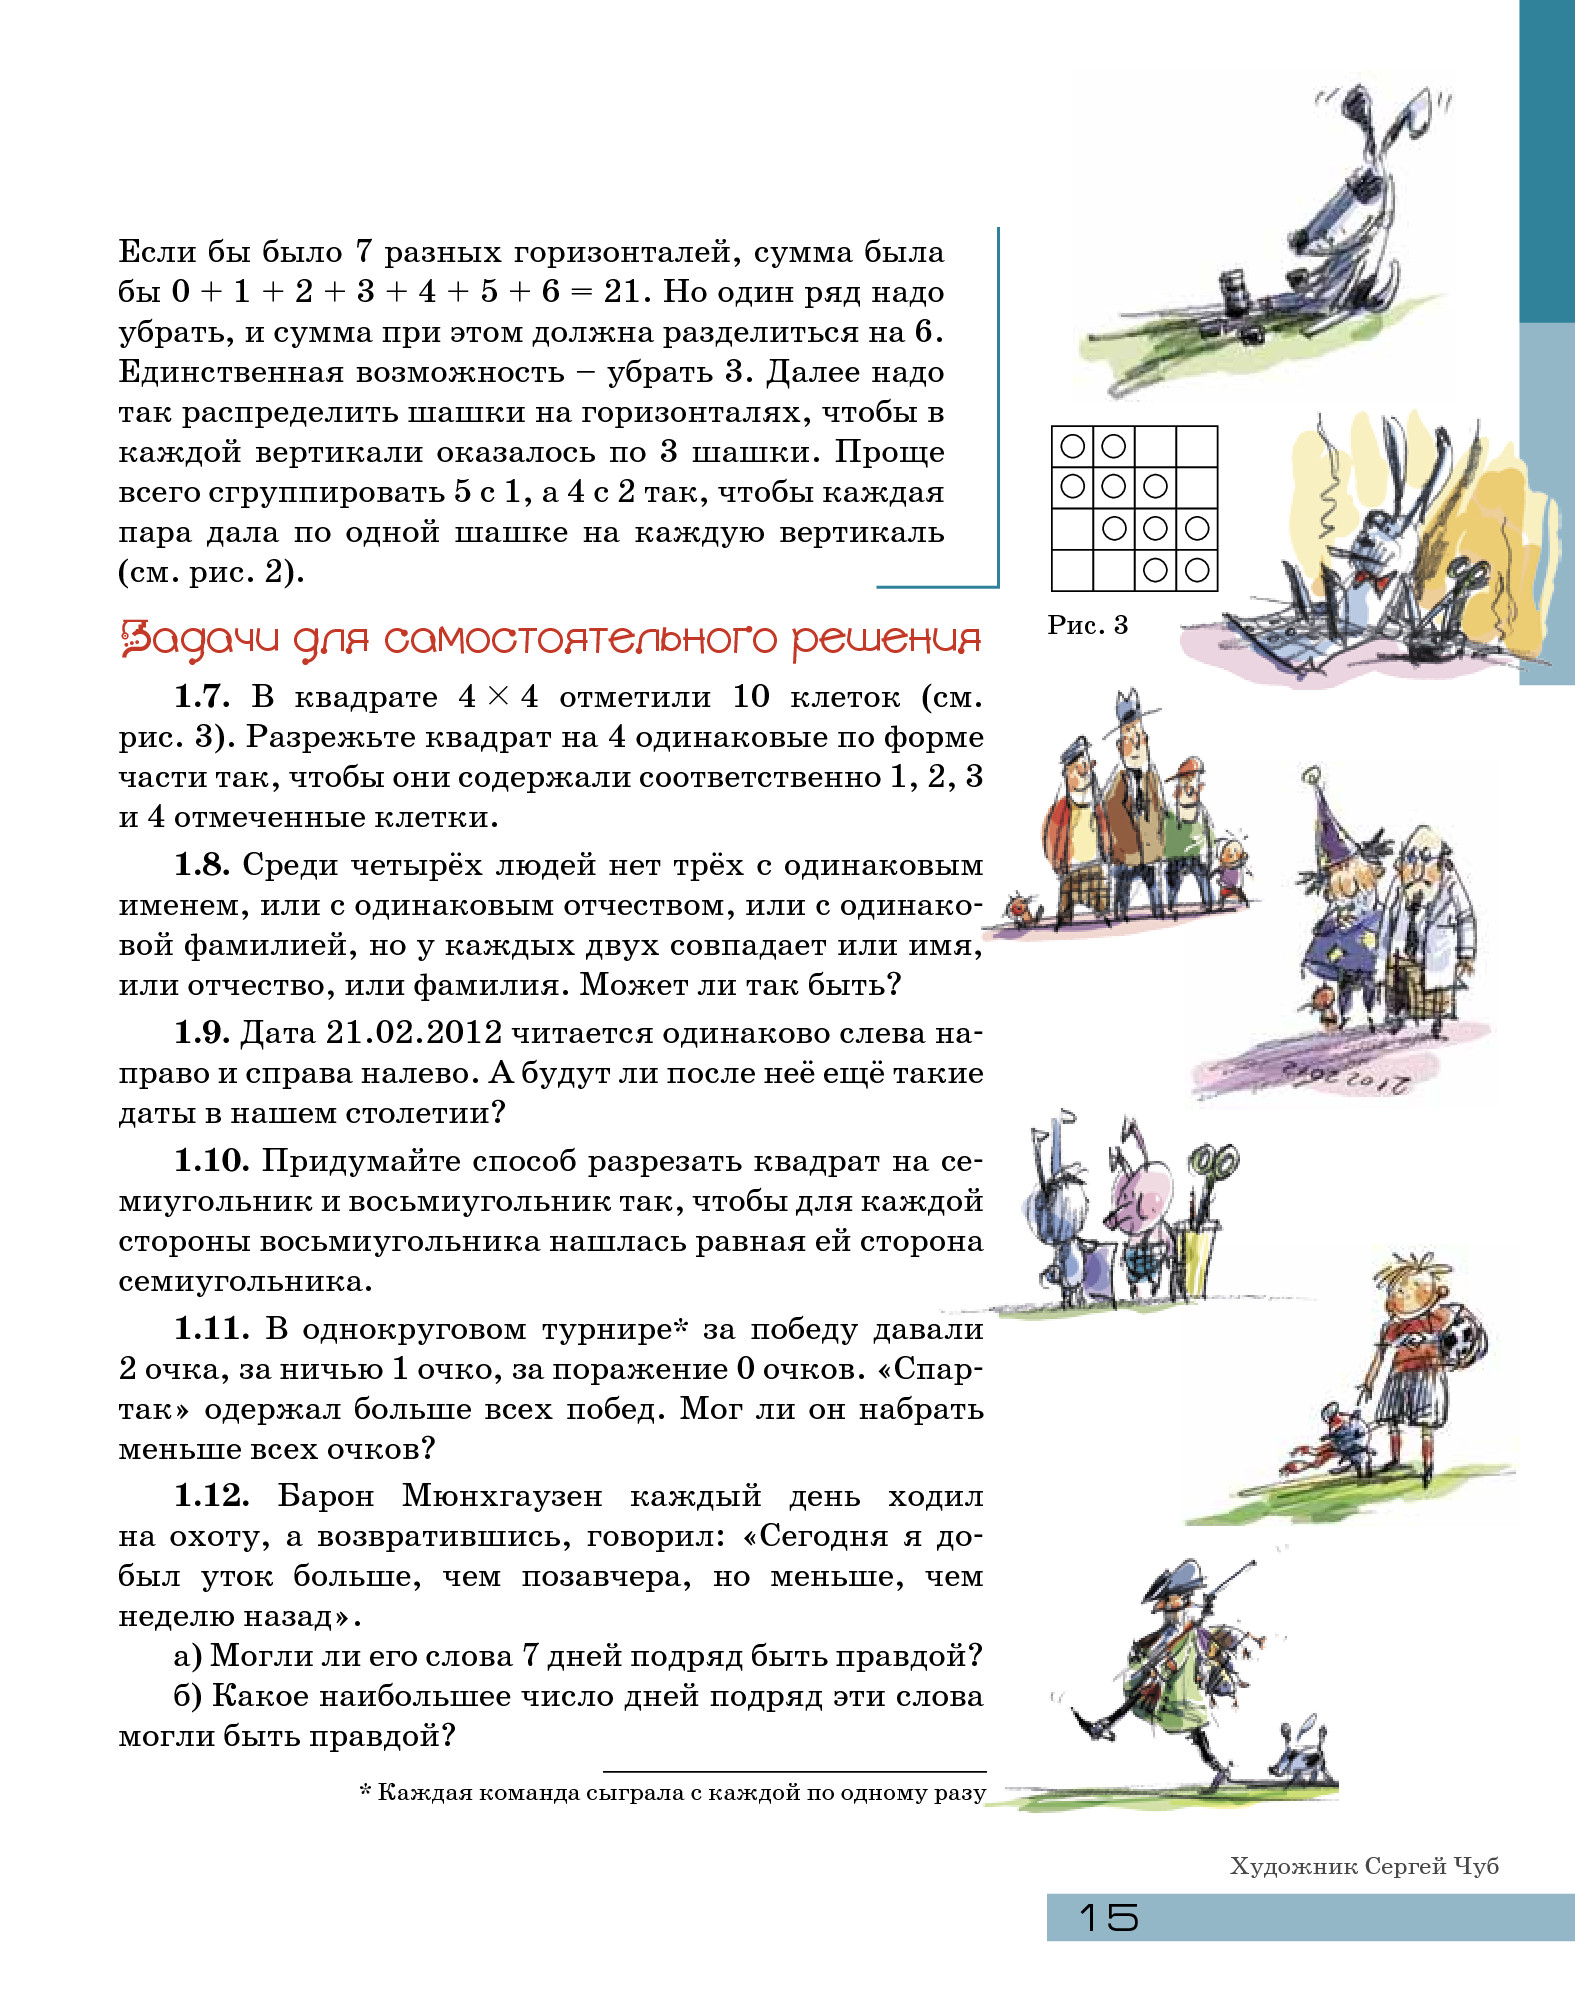 Если бы было 7 разных горизонталей, сумма была
бы 0 + 1 + 2 + 3 + 4 + 5 + 6 = 21. Но один ряд надо
убрать, и сумма при этом должна разделиться на 6.
Единственная возможность – убрать 3. Далее надо
так распределить шашки на горизонталях, чтобы в
каждой вертикали оказалось по 3 шашки. Проще
всего сгруппировать 5 с 1, а 4 с 2 так, чтобы каждая
пара дала по одной шашке на каждую вертикаль
(см. рис. 2).
Рис. 3
Задачи для самостоятельного решения
1.7. В квадрате 4 × 4 отметили 10 клеток (см.
рис. 3). Разрежьте квадрат на 4 одинаковые по форме
части так, чтобы они содержали соответственно 1, 2, 3
и 4 отмеченные клетки.
1.8. Среди четырёх людей нет трёх с одинаковым
именем, или с одинаковым отчеством, или с одинако-
вой фамилией, но у каждых двух совпадает или имя,
или отчество, или фамилия. Может ли так быть?
1.9. Дата 21.02.2012 читается одинаково слева на-
право и справа налево. А будут ли после неё ещё такие
даты в нашем столетии?
21022012
1.10. Придумайте способ разрезать квадрат на се-
миугольник и восьмиугольник так, чтобы для каждой
стороны восьмиугольника нашлась равная ей сторона
семиугольника.
1.11. В однокруговом турнире* за победу давали
2 очка, за ничью 1 очко, за поражение 0 очков. «Спар-
так» одержал больше всех побед. Мог ли он набрать
меньше всех очков?
1.12. Барон Мюнхгаузен каждый день ходил
на охоту, а возвратившись, говорил: «Сегодня я до-
был уток больше, чем позавчера, но меньше, чем
неделю назад».
а) Могли ли его слова 7 дней подряд быть правдой?
б) Какое наибольшее число дней подряд эти слова
могли быть правдой?
* Каждая команда сыграла с каждой по одному разу
Художник Сергей Чуб
15